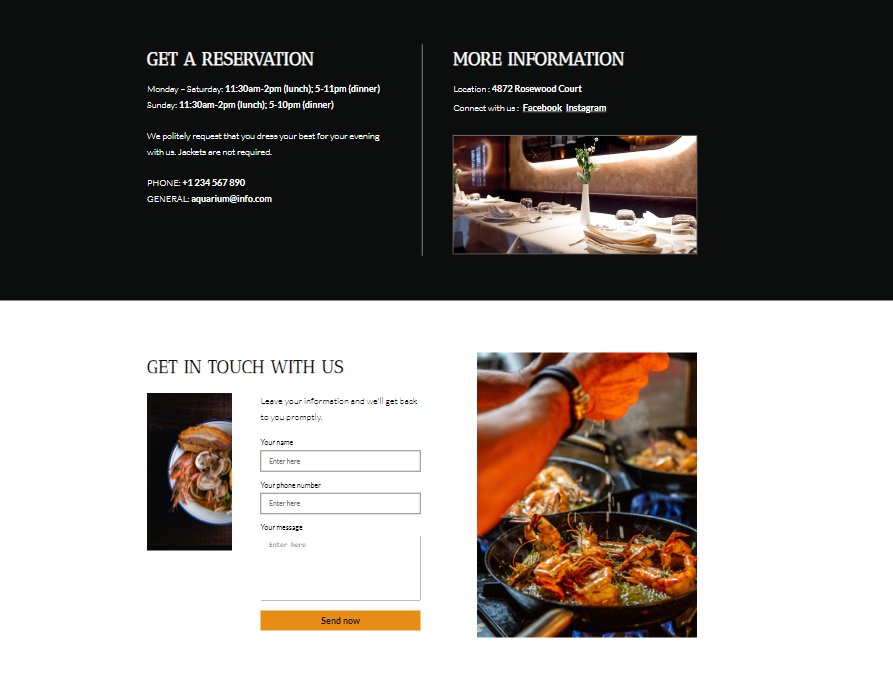 GET A RESERVATION
Monday – Saturday: 11:30am-2pm (lunch); 5-11pm (dinner)
Sunday: 11:30am-2pm (lunch); 5-10pm (dinner)
We politely request that you dress your best for your evening
with us. Jackets are not required.
PHONE: +1 234 567 890
GENERAL: aquarium@info.com
MORE INFORMATION
Location : 4872 Rosewood Court
Connect with us : Facebook Instagram
GET IN TOUCH WITH US
Leave your information and we'll get back
to you promptly.
Your name
Enter here
Your phone number
Enter here
Your message
Enter here
Send now